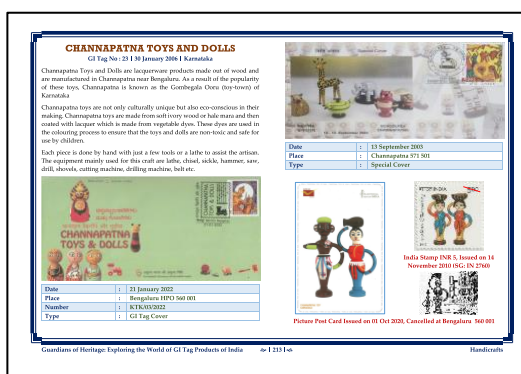 CHANNAPATNA TOYS AND DOLLS
GI Tag No : 23 | 30 January 2006 | Karnataka
Channapatna Toys and Dolls are lacquerware products made out of wood and
are manufactured in Channapatna near Bengaluru. As a result of the popularity
of these toys, Channapatna is known as the Gombegala Ooru (toy-town) of
Karnataka
Channapatna toys are not only culturally unique but also eco-conscious in their
making. Channapatna toys are made from soft ivory wood or hale mara and then
coated with lacquer which is made from vegetable dyes. These dyes are used in
the colouring process to ensure that the toys and dolls are non-toxic and safe for
use by children.
Each piece is done by hand with just a few tools or a lathe to assist the artisan.
The equipment mainly used for this craft are lathe, chisel, sickle, hammer, saw,
drill, shovels, cutting machine, drilling machine, belt etc.
CHANNAPATNA
TOYS & DOLLS
Date : 21 January 2022
Place : Bengaluru HPO 560 001
Number : KTK/03/2022
Type : GI Tag Cover
Special Cover
Date : 13 September 2003
Place : Channapatna 571 501
Type : Special Cover
INDIA
India Stamp INR 5, Issued on 14
November 2010 (SG: IN 2760)
Picture Post Card Issued on 01 Oct 2020, Cancelled at Bengaluru 560 001
Guardians of Heritage: Exploring the World of GI Tag Products of India | 213 | Handicrafts